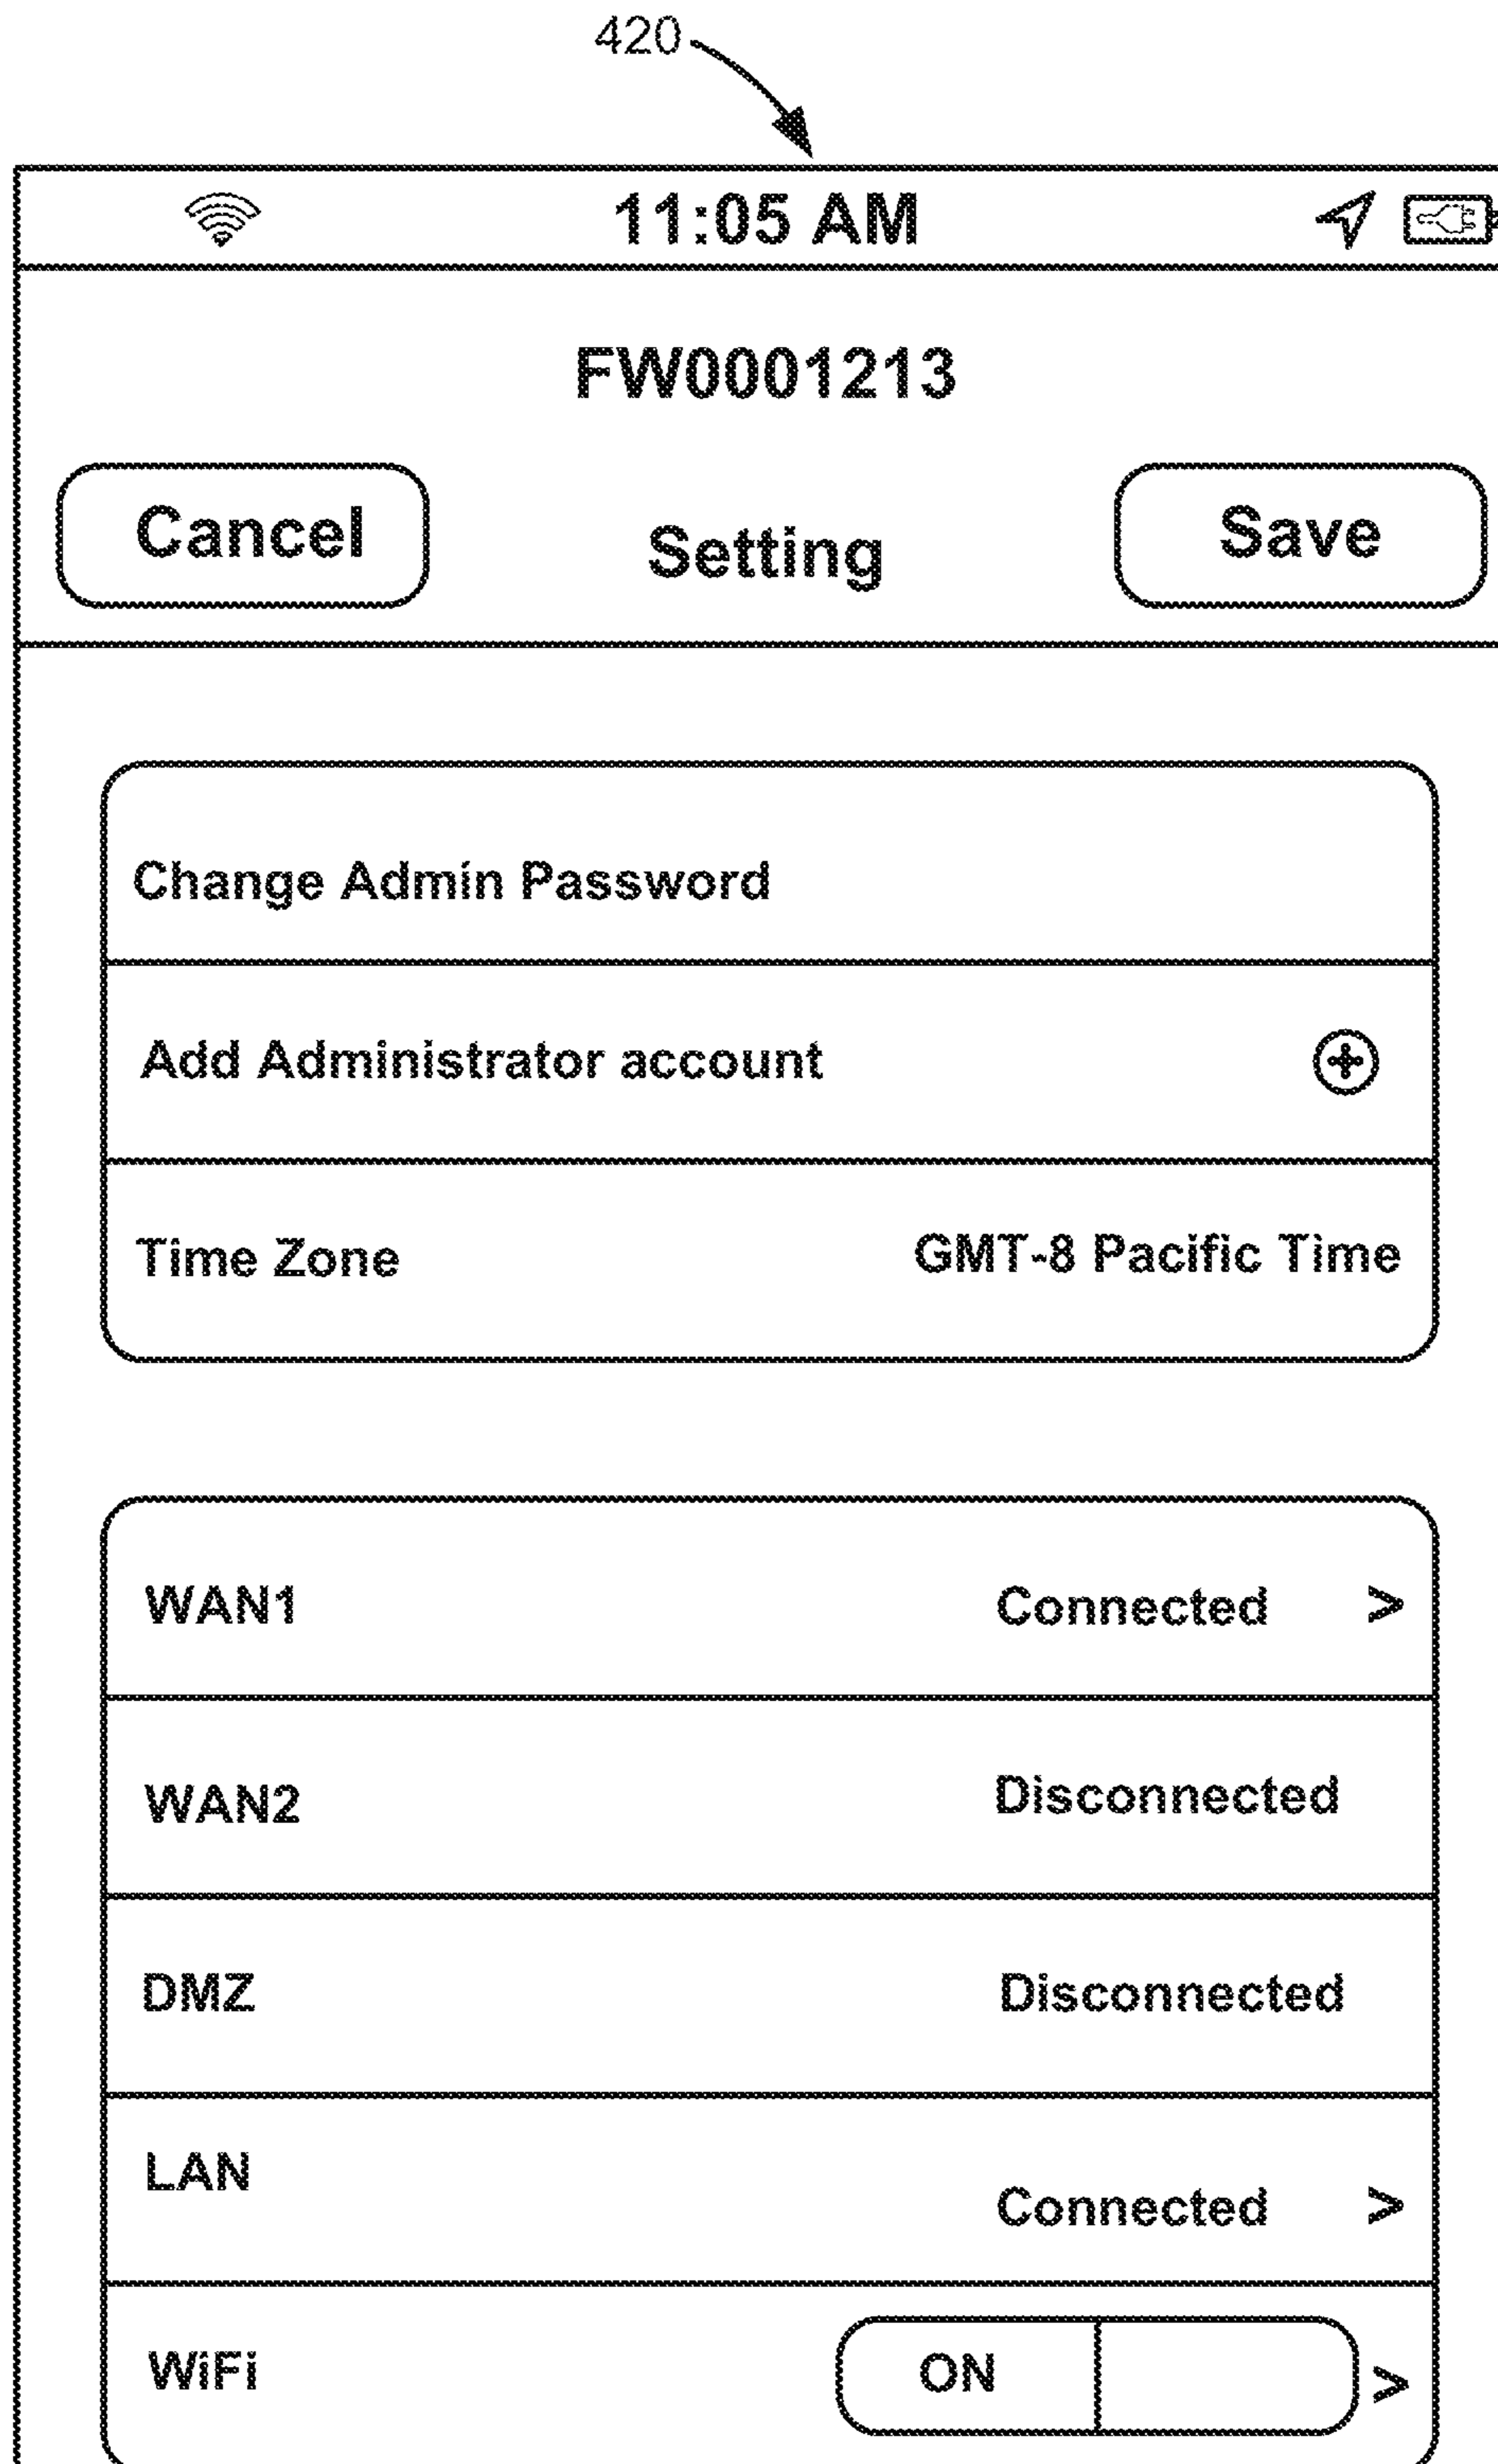 420
11:05 AM
FW0001213
Cancel Setting Save
Change Admin Password
Add Administrator account
Time Zone GMT-8 Pacific Time
WAN1 Connected >
WAN2 Disconnected
DMZ Disconnected
LAN Connected >
WiFi ON >